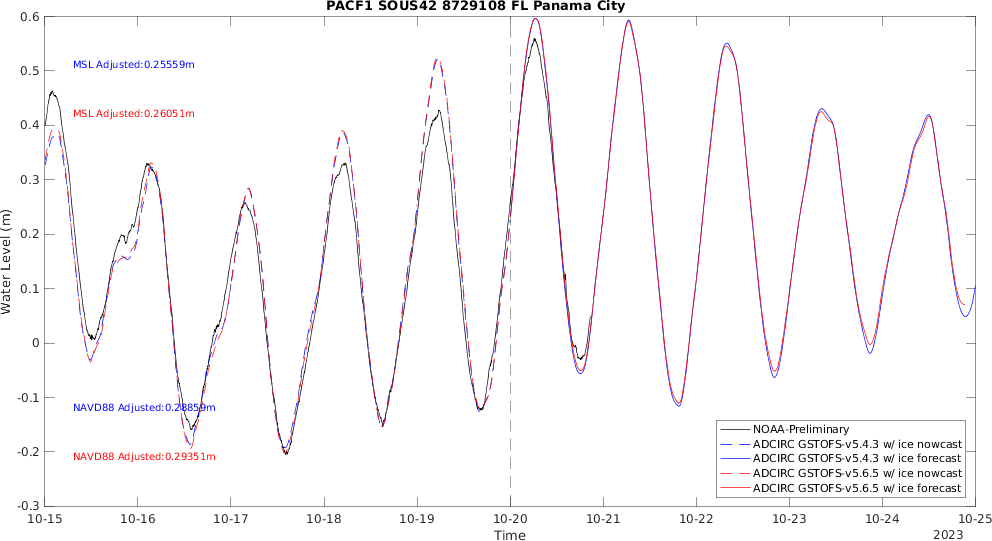 PACF1 SOUS42 8729108 FL Panama City
0.6
0.5
0.4
0.3
0.2
0.1
0
-0.1
-0.2
-0.3
Water Level (m)
MSL Adjusted:0.25559m
MSL Adjusted:0.26051m
NAVD88 Adjusted:0.28859m
NAVD88 Adjusted:0.29351m
NOAA-Preliminary
ADCIRC GSTOFS-v5.4.3 w/ ice nowcast
ADCIRC GSTOFS-v5.4.3 w/ ice forecast
ADCIRC GSTOFS-v5.6.5 w/ ice nowcast
ADCIRC GSTOFS-v5.6.5 w/ ice forecast
10-15 10-16 10-17 10-18 10-19 10-20 10-21 10-22 10-23 10-24 10-25
Time
2023